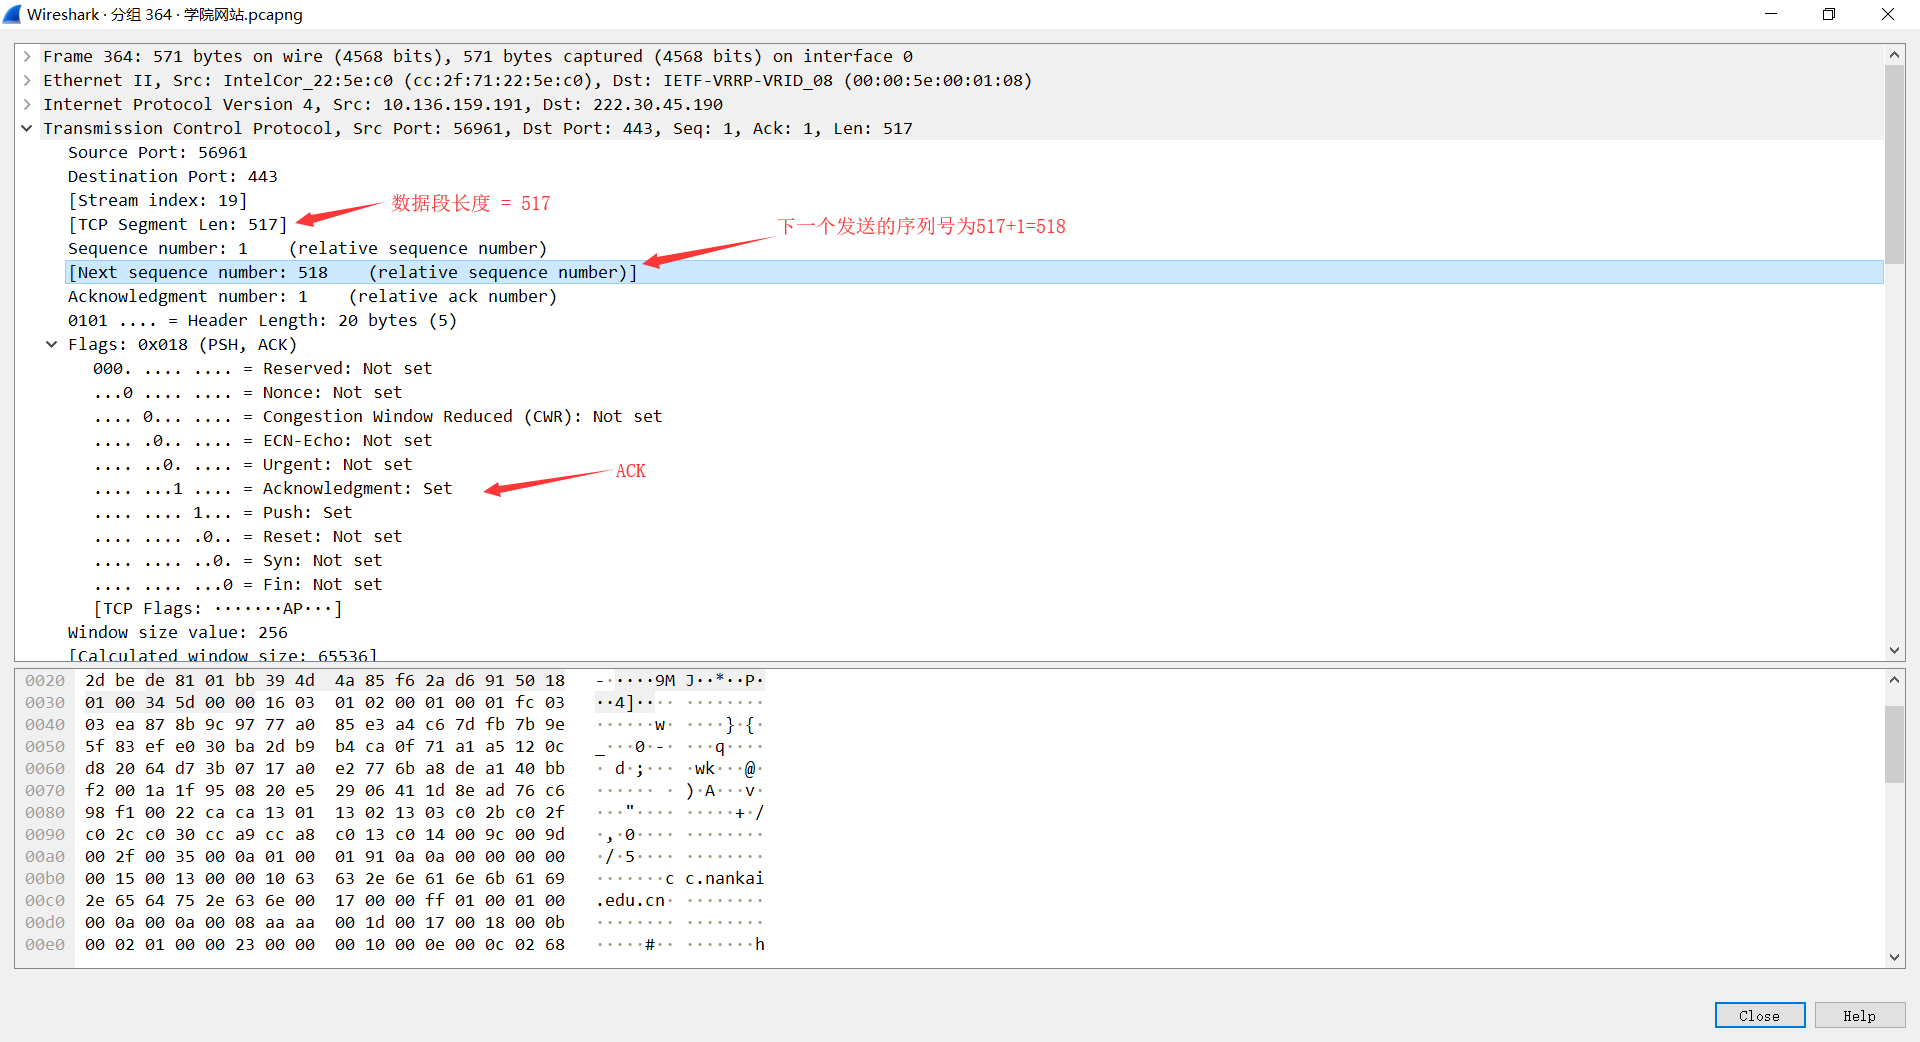 Wireshark · 分组 364 · 学院网站.pcapng
Frame 364: 571 bytes on wire (4568 bits), 571 bytes captured (4568 bits) on interface 0
Ethernet II, Src: IntelCor_22:5e:c0 (cc:2f:71:22:5e:c0), Dst: IETF-VRRP-VRID_08 (00:00:5e:00:01:08)
Internet Protocol Version 4, Src: 10.136.159.191, Dst: 222.30.45.190
Transmission Control Protocol, Src Port: 56961, Dst Port: 443, Seq: 1, Ack: 1, Len: 517
Source Port: 56961
Destination Port: 443
[Stream index: 19]
数据段长度 = 517
[TCP Segment Len: 517]
下一个发送的序列号为517+1=518
Sequence number: 1    (relative sequence number)
[Next sequence number: 518    (relative sequence number)]
Acknowledgment number: 1    (relative ack number)
0101 .... = Header Length: 20 bytes (5)
Flags: 0x018 (PSH, ACK)
000. .... .... = Reserved: Not set
...0 .... .... = Nonce: Not set
.... 0... .... = Congestion Window Reduced (CWR): Not set
.... .0.. .... = ECN-Echo: Not set
.... ..0. .... = Urgent: Not set
ACK
.... ...1 .... = Acknowledgment: Set
.... .... 1... = Push: Set
.... .... .0.. = Reset: Not set
.... .... ..0. = Syn: Not set
.... .... ...0 = Fin: Not set
[TCP Flags: ·······AP···]
Window size value: 256
[Calculated window size: 65536]
0020 2d be de 81 01 bb 39 4d  4a 85 f6 2a d6 91 50 18   -·····9M J··*··P·
0030 01 00 34 5d 00 00 16 03  01 02 00 01 00 01 fc 03   ··4]···· ········
0040 03 ea 87 8b 9c 97 77 a0  85 e3 a4 c6 7d fb 7b 9e   ······w· ····}·{·
0050 5f 83 ef e0 30 ba 2d b9  b4 ca 0f 71 a1 a5 12 0c   _···0·-· ···q····
0060 d8 20 64 d7 3b 07 17 a0  e2 77 6b a8 de a1 40 bb   · d·;··· ·wk···@·
0070 f2 00 1a 1f 95 08 20 e5  29 06 41 1d 8e ad 76 c6   ······ · )·A···v·
0080 98 f1 00 22 ca ca 13 01  13 02 13 03 c0 2b c0 2f   ···"···· ·····+·/
0090 c0 2c c0 30 cc a9 cc a8  c0 13 c0 14 00 9c 00 9d   ·,·0···· ········
00a0 00 2f 00 35 00 0a 01 00  01 91 0a 0a 00 00 00 00   ·/·5···· ········
00b0 00 15 00 13 00 00 10 63  63 2e 6e 61 6e 6b 61 69   ·······c c.nankai
00c0 2e 65 64 75 2e 63 6e 00  17 00 00 ff 01 00 01 00   .edu.cn· ········
00d0 00 0a 00 0a 00 08 aa aa  00 1d 00 17 00 18 00 0b   ········ ········
00e0 00 02 01 00 00 23 00 00  00 10 00 0e 00 0c 02 68   ·····#·· ·······h
Close Help